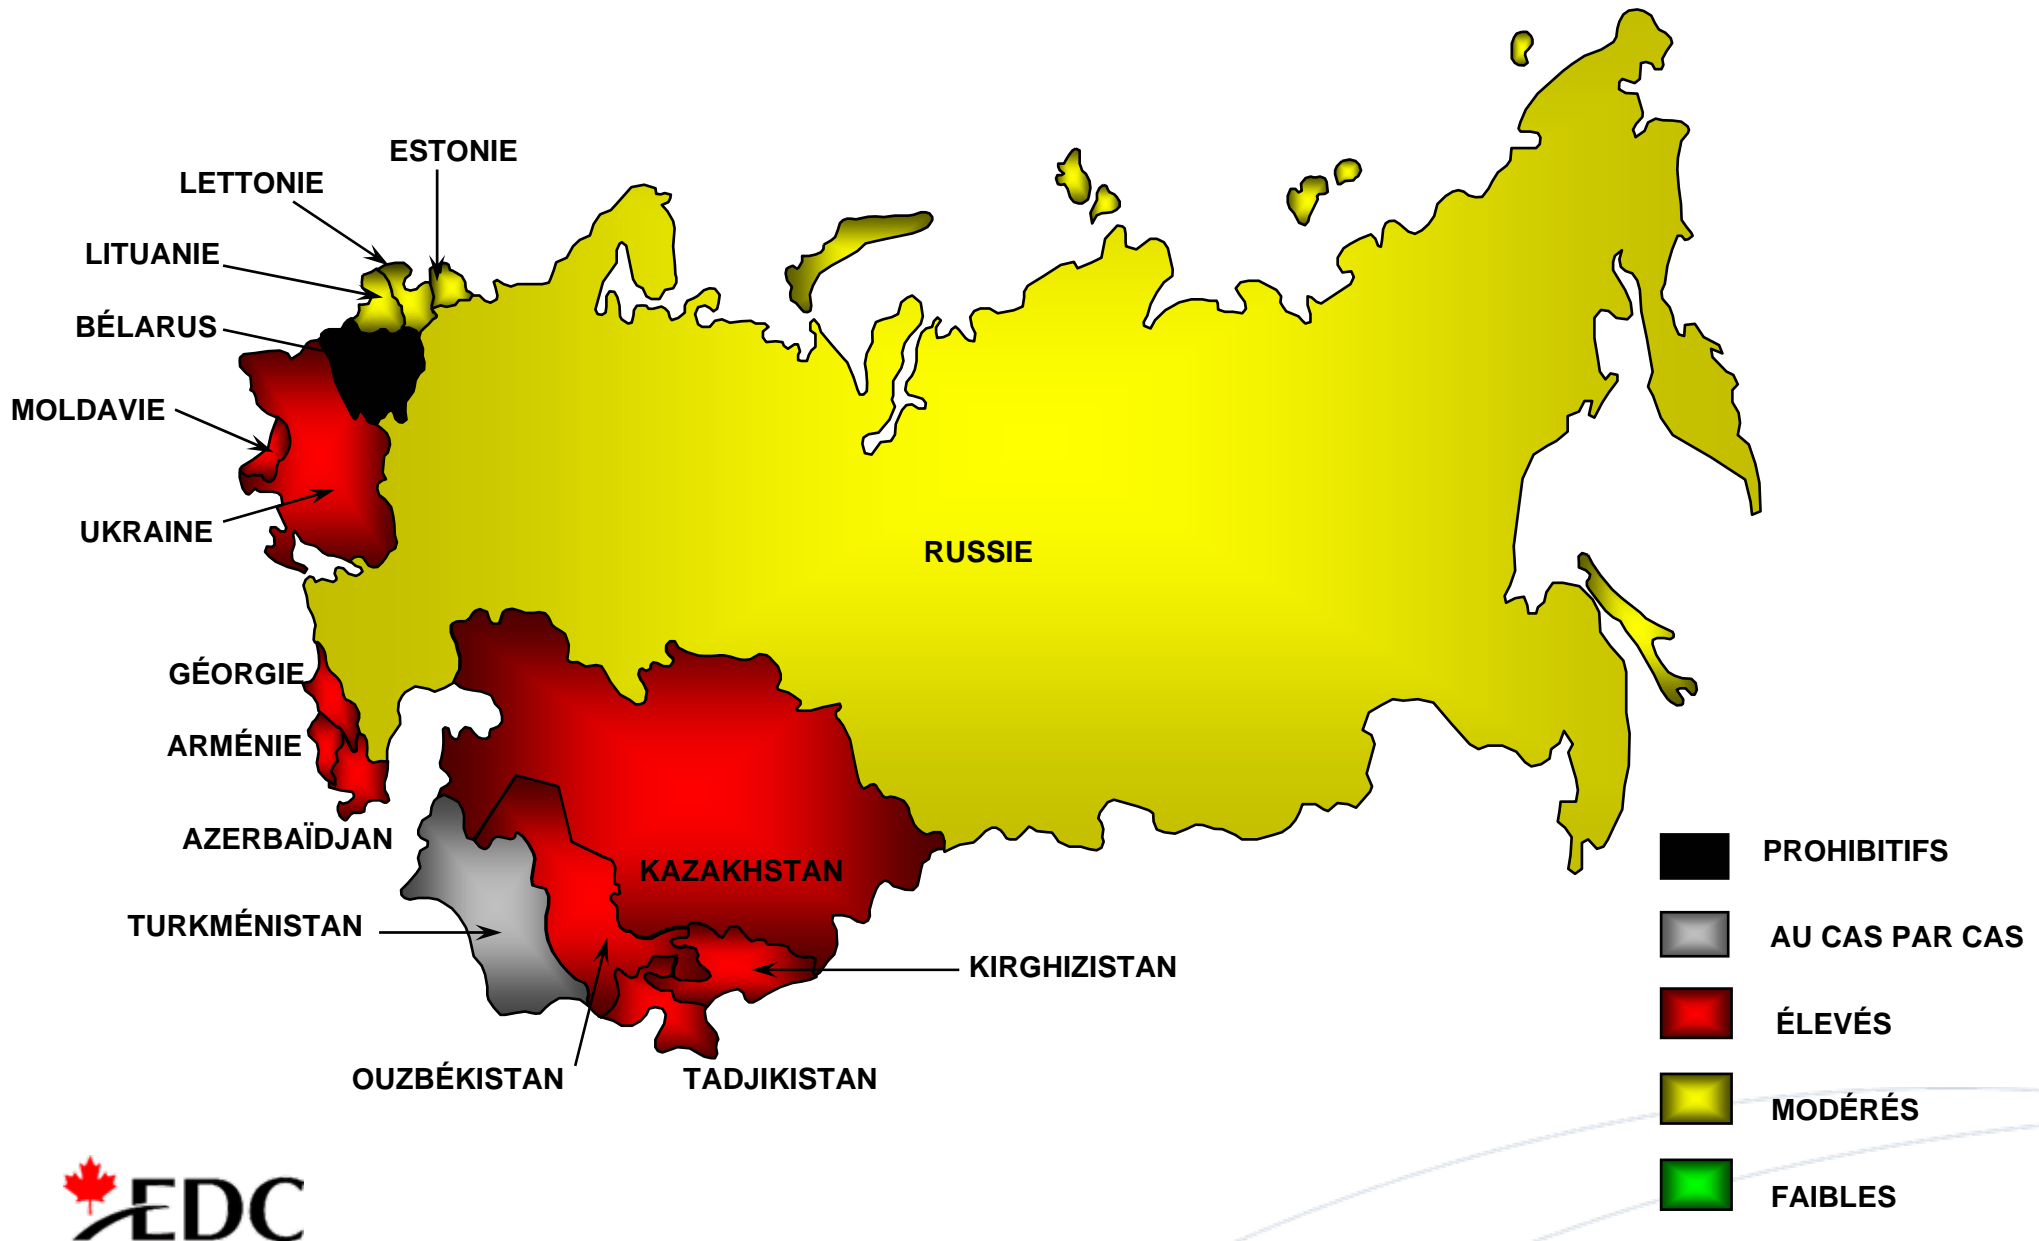 ESTONIE
LETTONIE
LITUANIE
BÉLARUS
MOLDAVIE
UKRAINE
RUSSIE
GÉORGIE
ARMÉNIE
AZERBAÏDJAN
KAZAKHSTAN
TURKMÉNISTAN
KIRGHIZISTAN
OUZBÉKISTAN
TADJIKISTAN
PROHIBITIFS
AU CAS PAR CAS
ÉLEVÉS
MODÉRÉS
FAIBLES
EDC